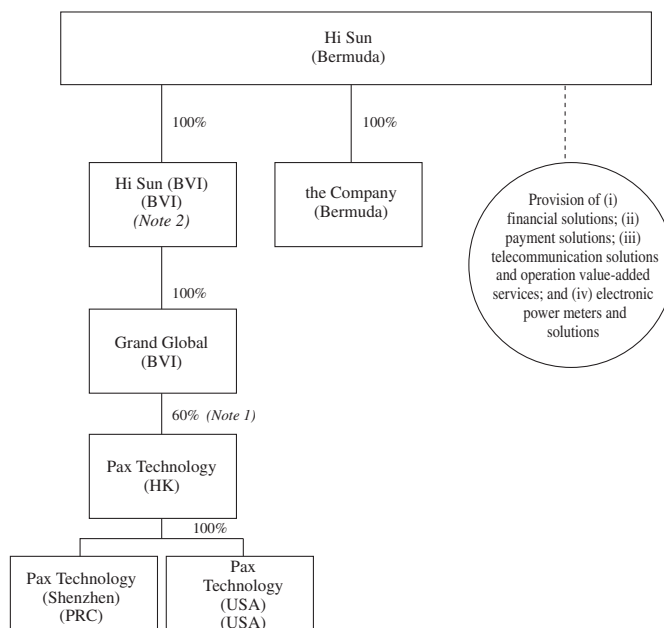 Hi Sun
(Bermuda)
100%
100%
Hi Sun (BVI)
(BVI)
(Note 2)
the Company
(Bermuda)
Provision of (i)
financial solutions; (ii)
payment solutions; (iii)
telecommunication solutions
and operation value-added
services; and (iv) electronic
power meters and
solutions
100%
Grand Global
(BVI)
60% (Note 1)
Pax Technology
(HK)
100%
Pax Technology
(Shenzhen)
(PRC)
Pax
Technology
(USA)
(USA)